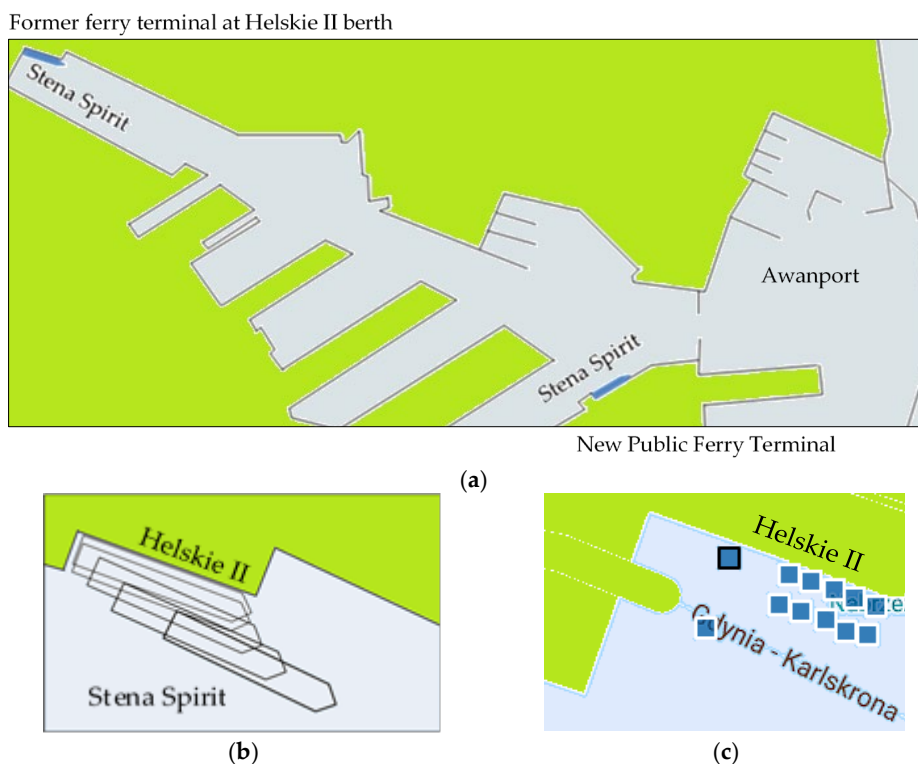 Former ferry terminal at Helskie II berth
Stena Spirit
Awanport
Stena Spirit
New Public Ferry Terminal
(a)
Helskie II
Stena Spirit
(b)
Helskie II
Gdynia - Karlskrona
(c)